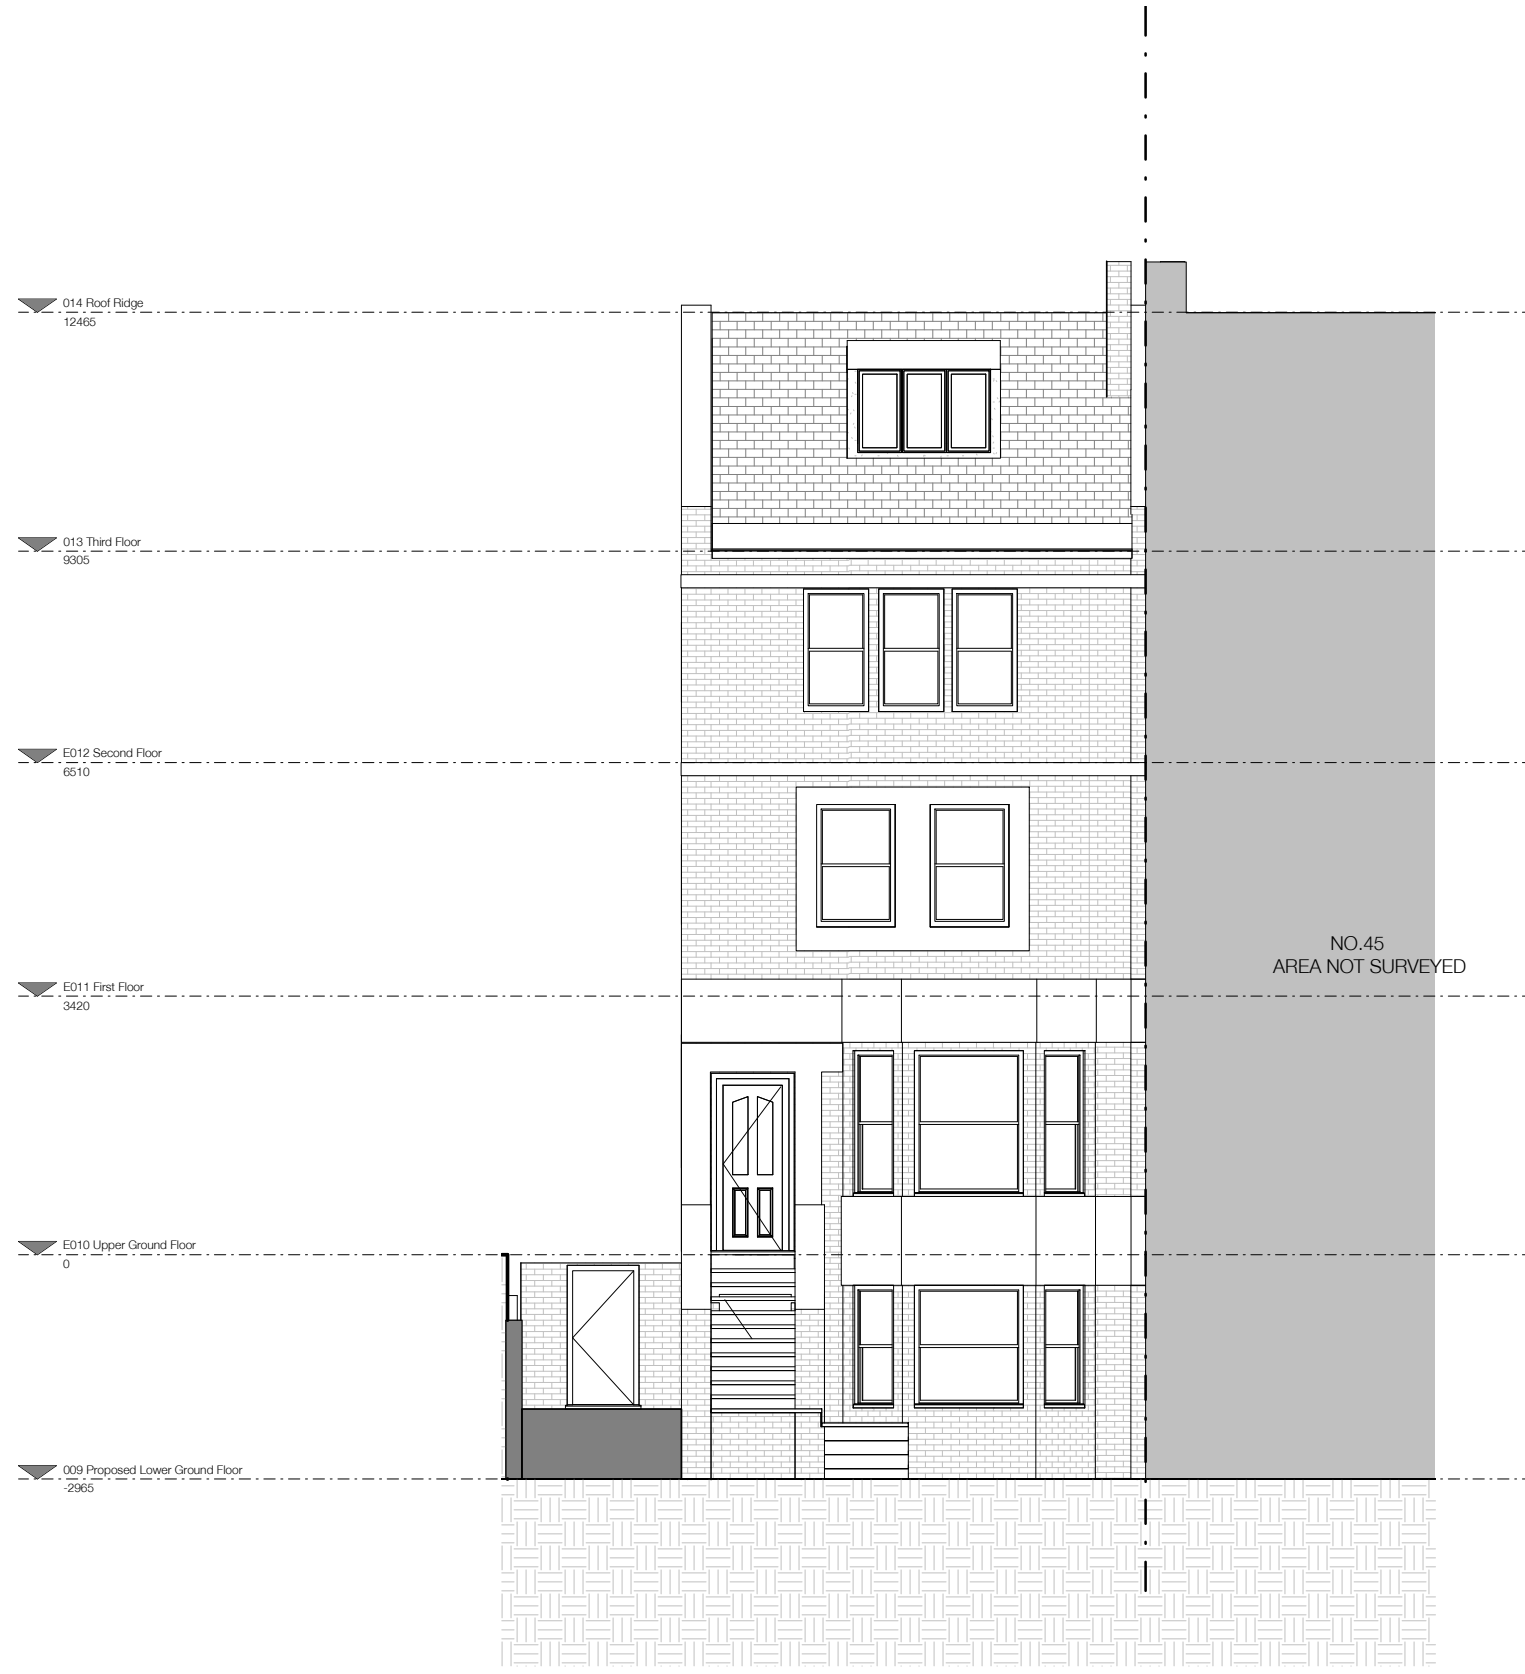 014 Roof Ridge
12465
013 Third Floor
9305
E012 Second Floor
6510
NO.45
AREA NOT SURVEYED
E011 First Floor
3420
E010 Upper Ground Floor
0
009 Proposed Lower Ground Floor
-2965